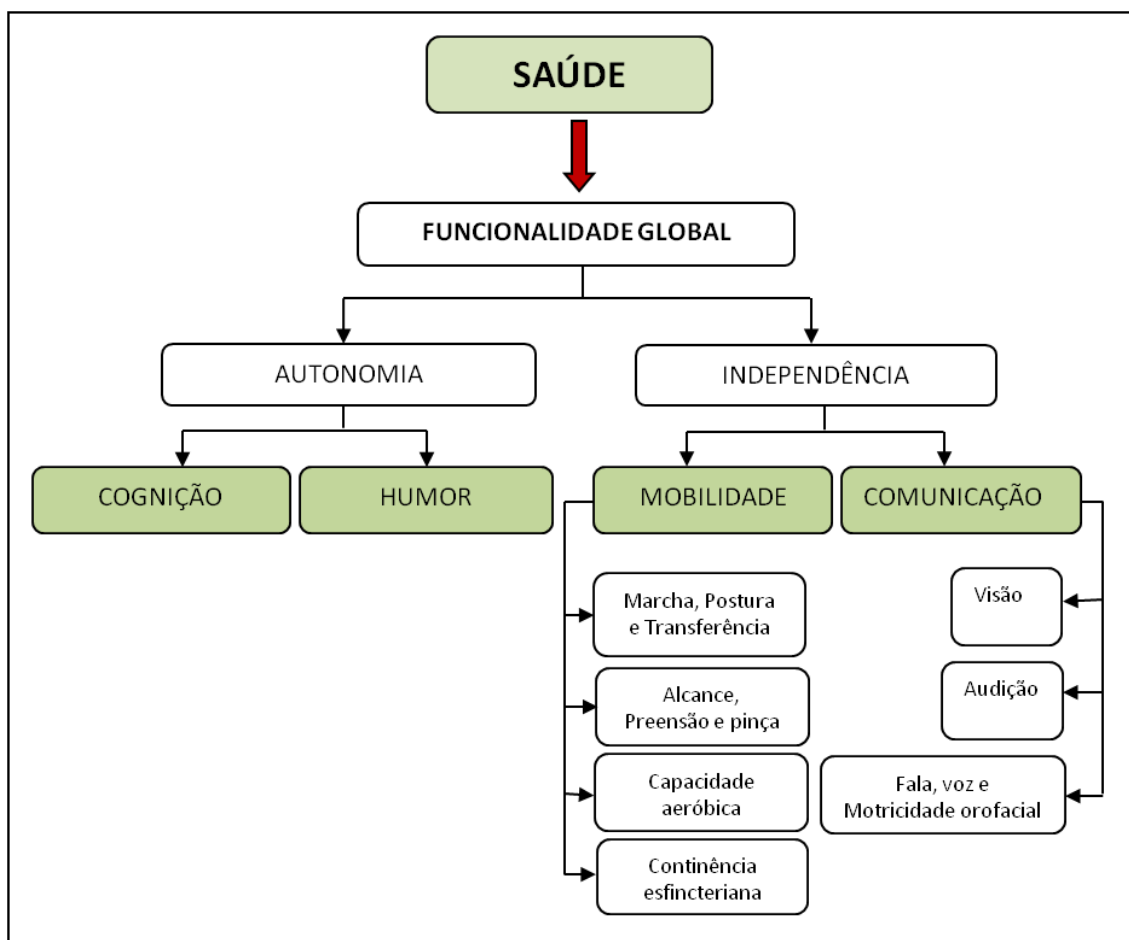 SAÚDE
FUNCIONALIDADE GLOBAL
AUTONOMIA
INDEPENDÊNCIA
COGNIÇÃO
HUMOR
MOBILIDADE
COMUNICAÇÃO
Marcha, Postura
e Transferência
Alcance,
Preensão e pinça
Capacidade
aeróbica
Continência
esfincteriana
Visão
Audição
Fala, voz e
Motricidade orofacial